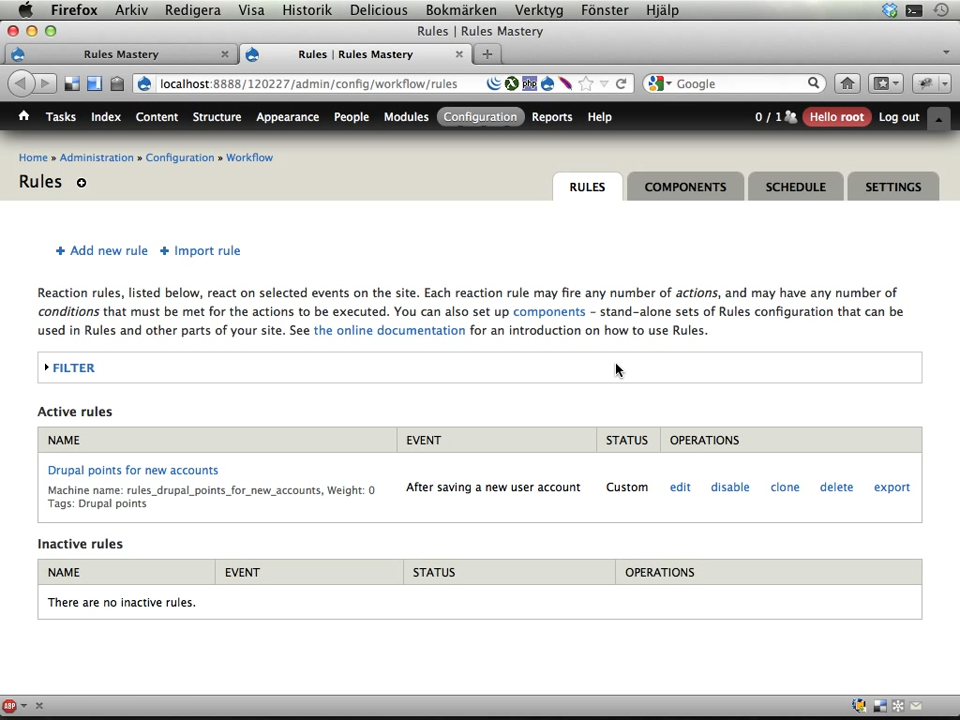 Firefox Arkiv Redigera Visa Historik Delicious Bokmärken Verktyg Fönster Hjälp
Rules | Rules Mastery
Rules Mastery
Rules | Rules Mastery
localhost:8888/120227/admin/config/workflow/rules
php
Google
Tasks Index Content Structure Appearance People Modules Configuration Reports Help 0 / 1 Hello root Log out
Home » Administration » Configuration » Workflow
Rules
RULES COMPONENTS SCHEDULE SETTINGS
+ Add new rule + Import rule
Reaction rules, listed below, react on selected events on the site. Each reaction rule may fire any number of actions, and may have any number of
conditions that must be met for the actions to be executed. You can also set up components – stand-alone sets of Rules configuration that can be
used in Rules and other parts of your site. See the online documentation for an introduction on how to use Rules.
FILTER
Active rules
NAME EVENT STATUS OPERATIONS
Drupal points for new accounts
Machine name: rules_drupal_points_for_new_accounts, Weight: 0
Tags: Drupal points
After saving a new user account Custom edit disable clone delete export
Inactive rules
NAME EVENT STATUS OPERATIONS
There are no inactive rules.
ABP